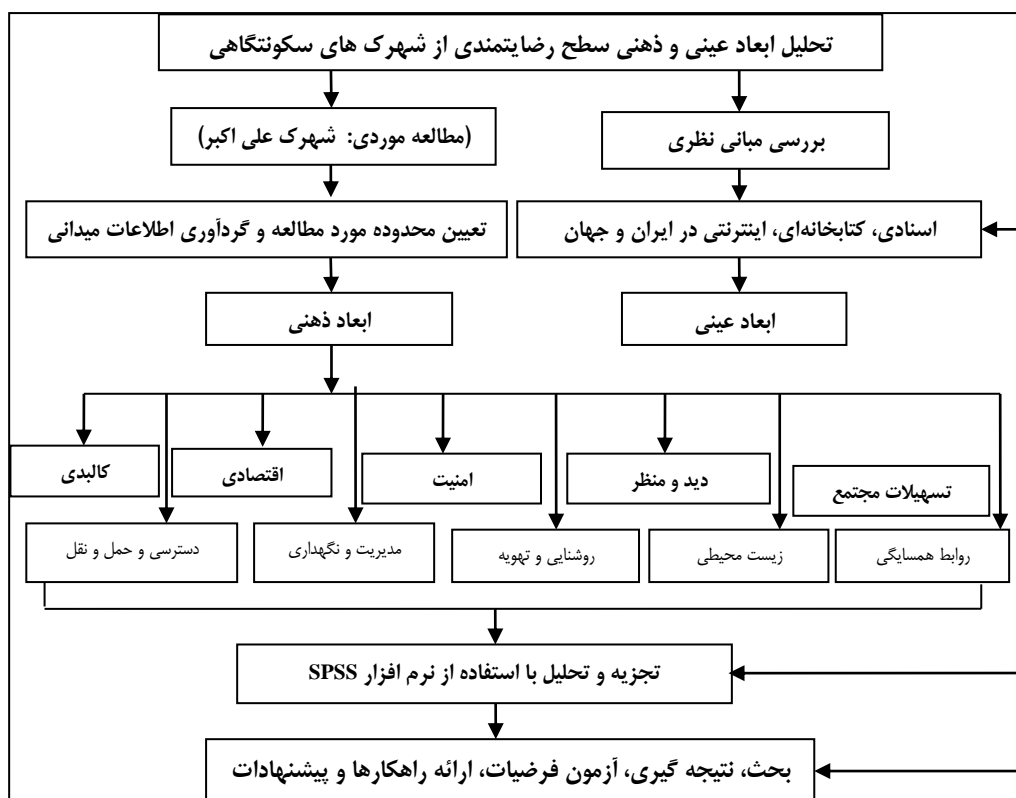 تحلیل ابعاد عینی و ذهنی سطح رضایتمندی از شهرک های سکونتگاهی
بررسی مبانی نظری
(مطالعه موردی: شهرک علی اکبر)
اسنادی، کتابخانه‌ای، اینترنتی در ایران و جهان
تعیین محدوده مورد مطالعه و گردآوری اطلاعات میدانی
ابعاد عینی
ابعاد ذهنی
تسهیلات مجتمع
دید و منظر
امنیت
اقتصادی
کالبدی
روابط همسایگی
زیست محیطی
روشنایی و تهویه
مدیریت و نگهداری
دسترسی و حمل و نقل
تجزیه و تحلیل با استفاده از نرم افزار SPSS
بحث، نتیجه گیری، آزمون فرضیات، ارائه راهکارها و پیشنهادات